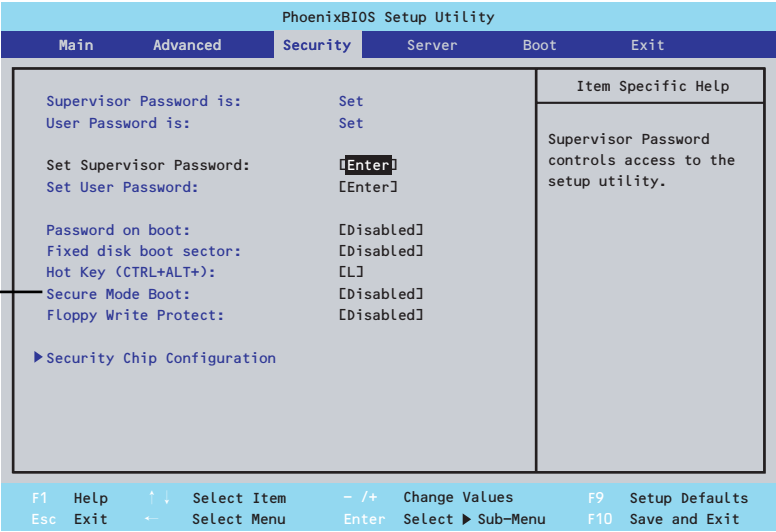 PhoenixBIOS Setup Utility
Main Advanced Security Server Boot Exit
Supervisor Password is: Set
User Password is: Set
Set Supervisor Password: [Enter]
Set User Password: [Enter]
Password on boot: [Disabled]
Fixed disk boot sector: [Disabled]
Hot Key (CTRL+ALT+): [L]
Secure Mode Boot: [Disabled]
Floppy Write Protect: [Disabled]
▶Security Chip Configuration
Item Specific Help
Supervisor Password
controls access to the
setup utility.
F1 Help ↑↓ Select Item - /+ Change Values F9 Setup Defaults
Esc Exit ← Select Menu Enter Select ▶ Sub-Menu F10 Save and Exit